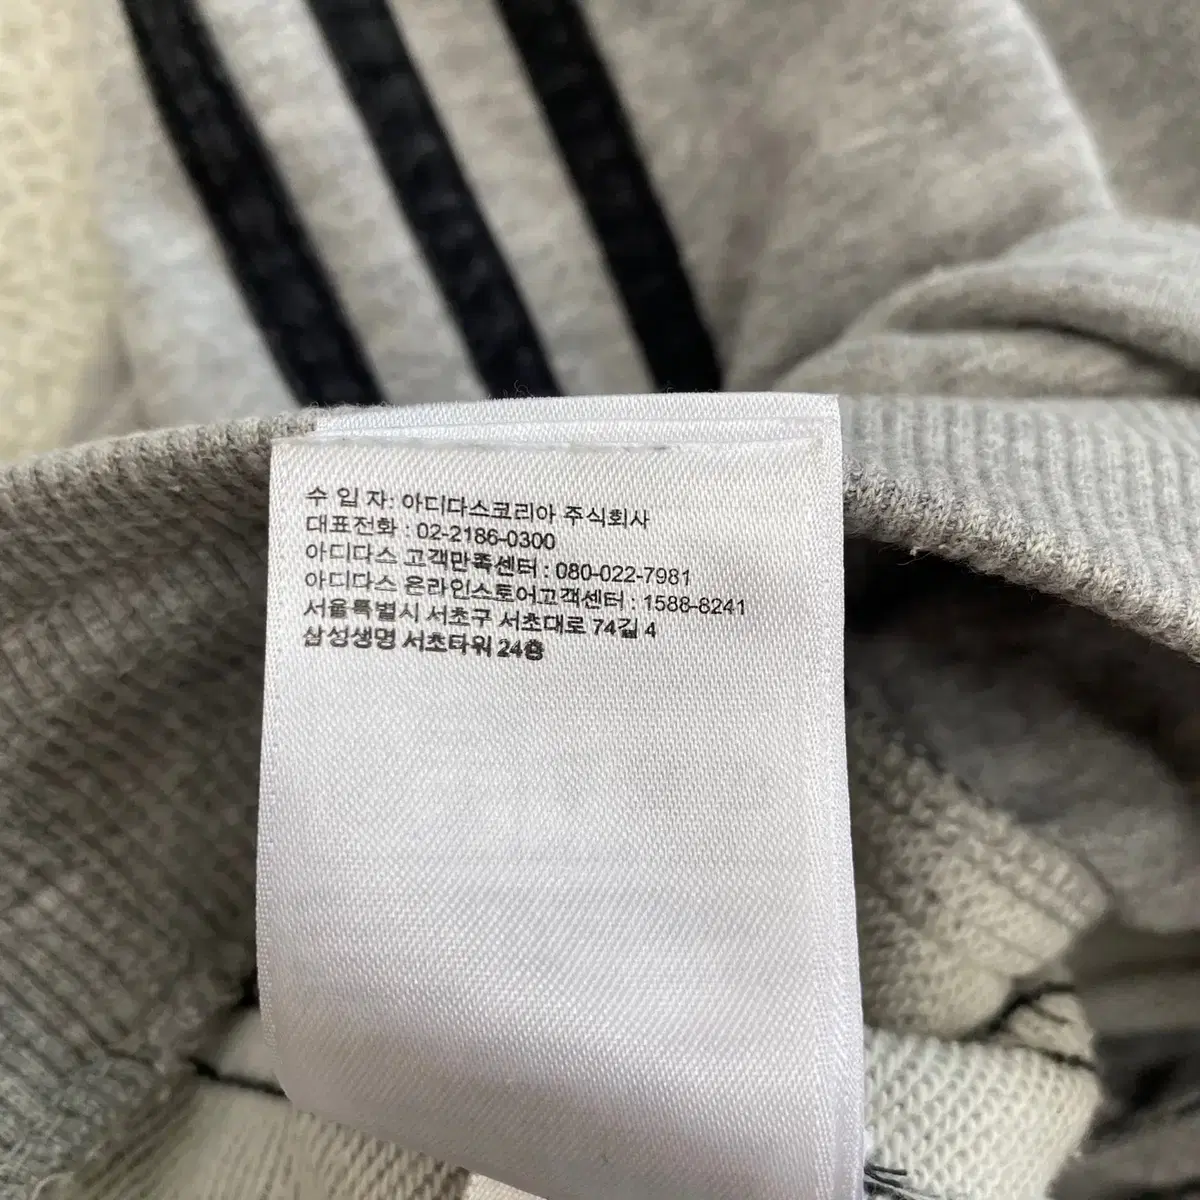 수 입 자: 아디다스코리아 주식회사
대표전화 : 02-2186-0300
아디다스 고객만족센터 : 080-022-7981
아디다스 온라인스토어고객센터 : 1588-8241
서울특별시 서초구 서초대로 74길 4
삼성생명 서초타워 24층